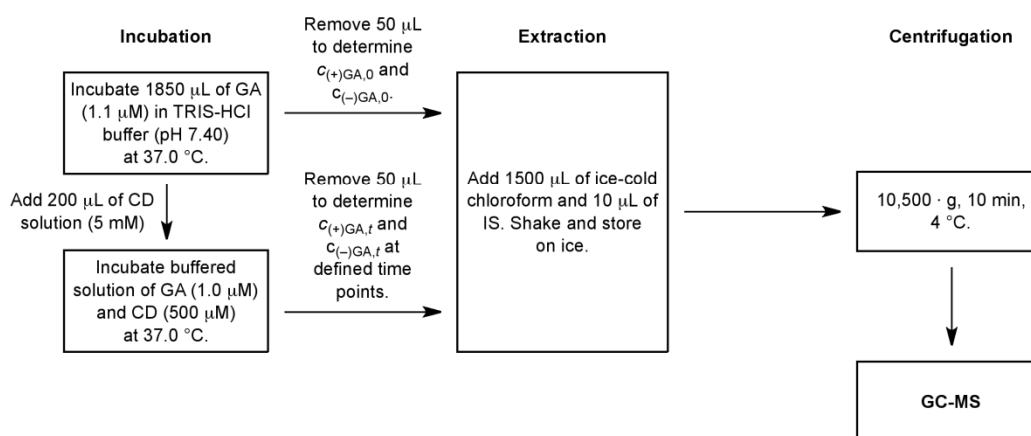 Incubation
Remove 50 μL
to determine
c(+)GA,0 and
c(–)GA,0.
Extraction
Centrifugation
Incubate 1850 μL of GA
(1.1 μM) in TRIS-HCl
buffer (pH 7.40)
at 37.0 °C.
Add 200 μL of CD
solution (5 mM)
Remove 50 μL
to determine
c(+)GA,t and
c(–)GA,t at
defined time
points.
Incubate buffered
solution of GA (1.0 μM)
and CD (500 μM)
at 37.0 °C.
Add 1500 μL of ice-cold
chloroform and 10 μL of
IS. Shake and store
on ice.
10,500 · g, 10 min,
4 °C.
GC-MS